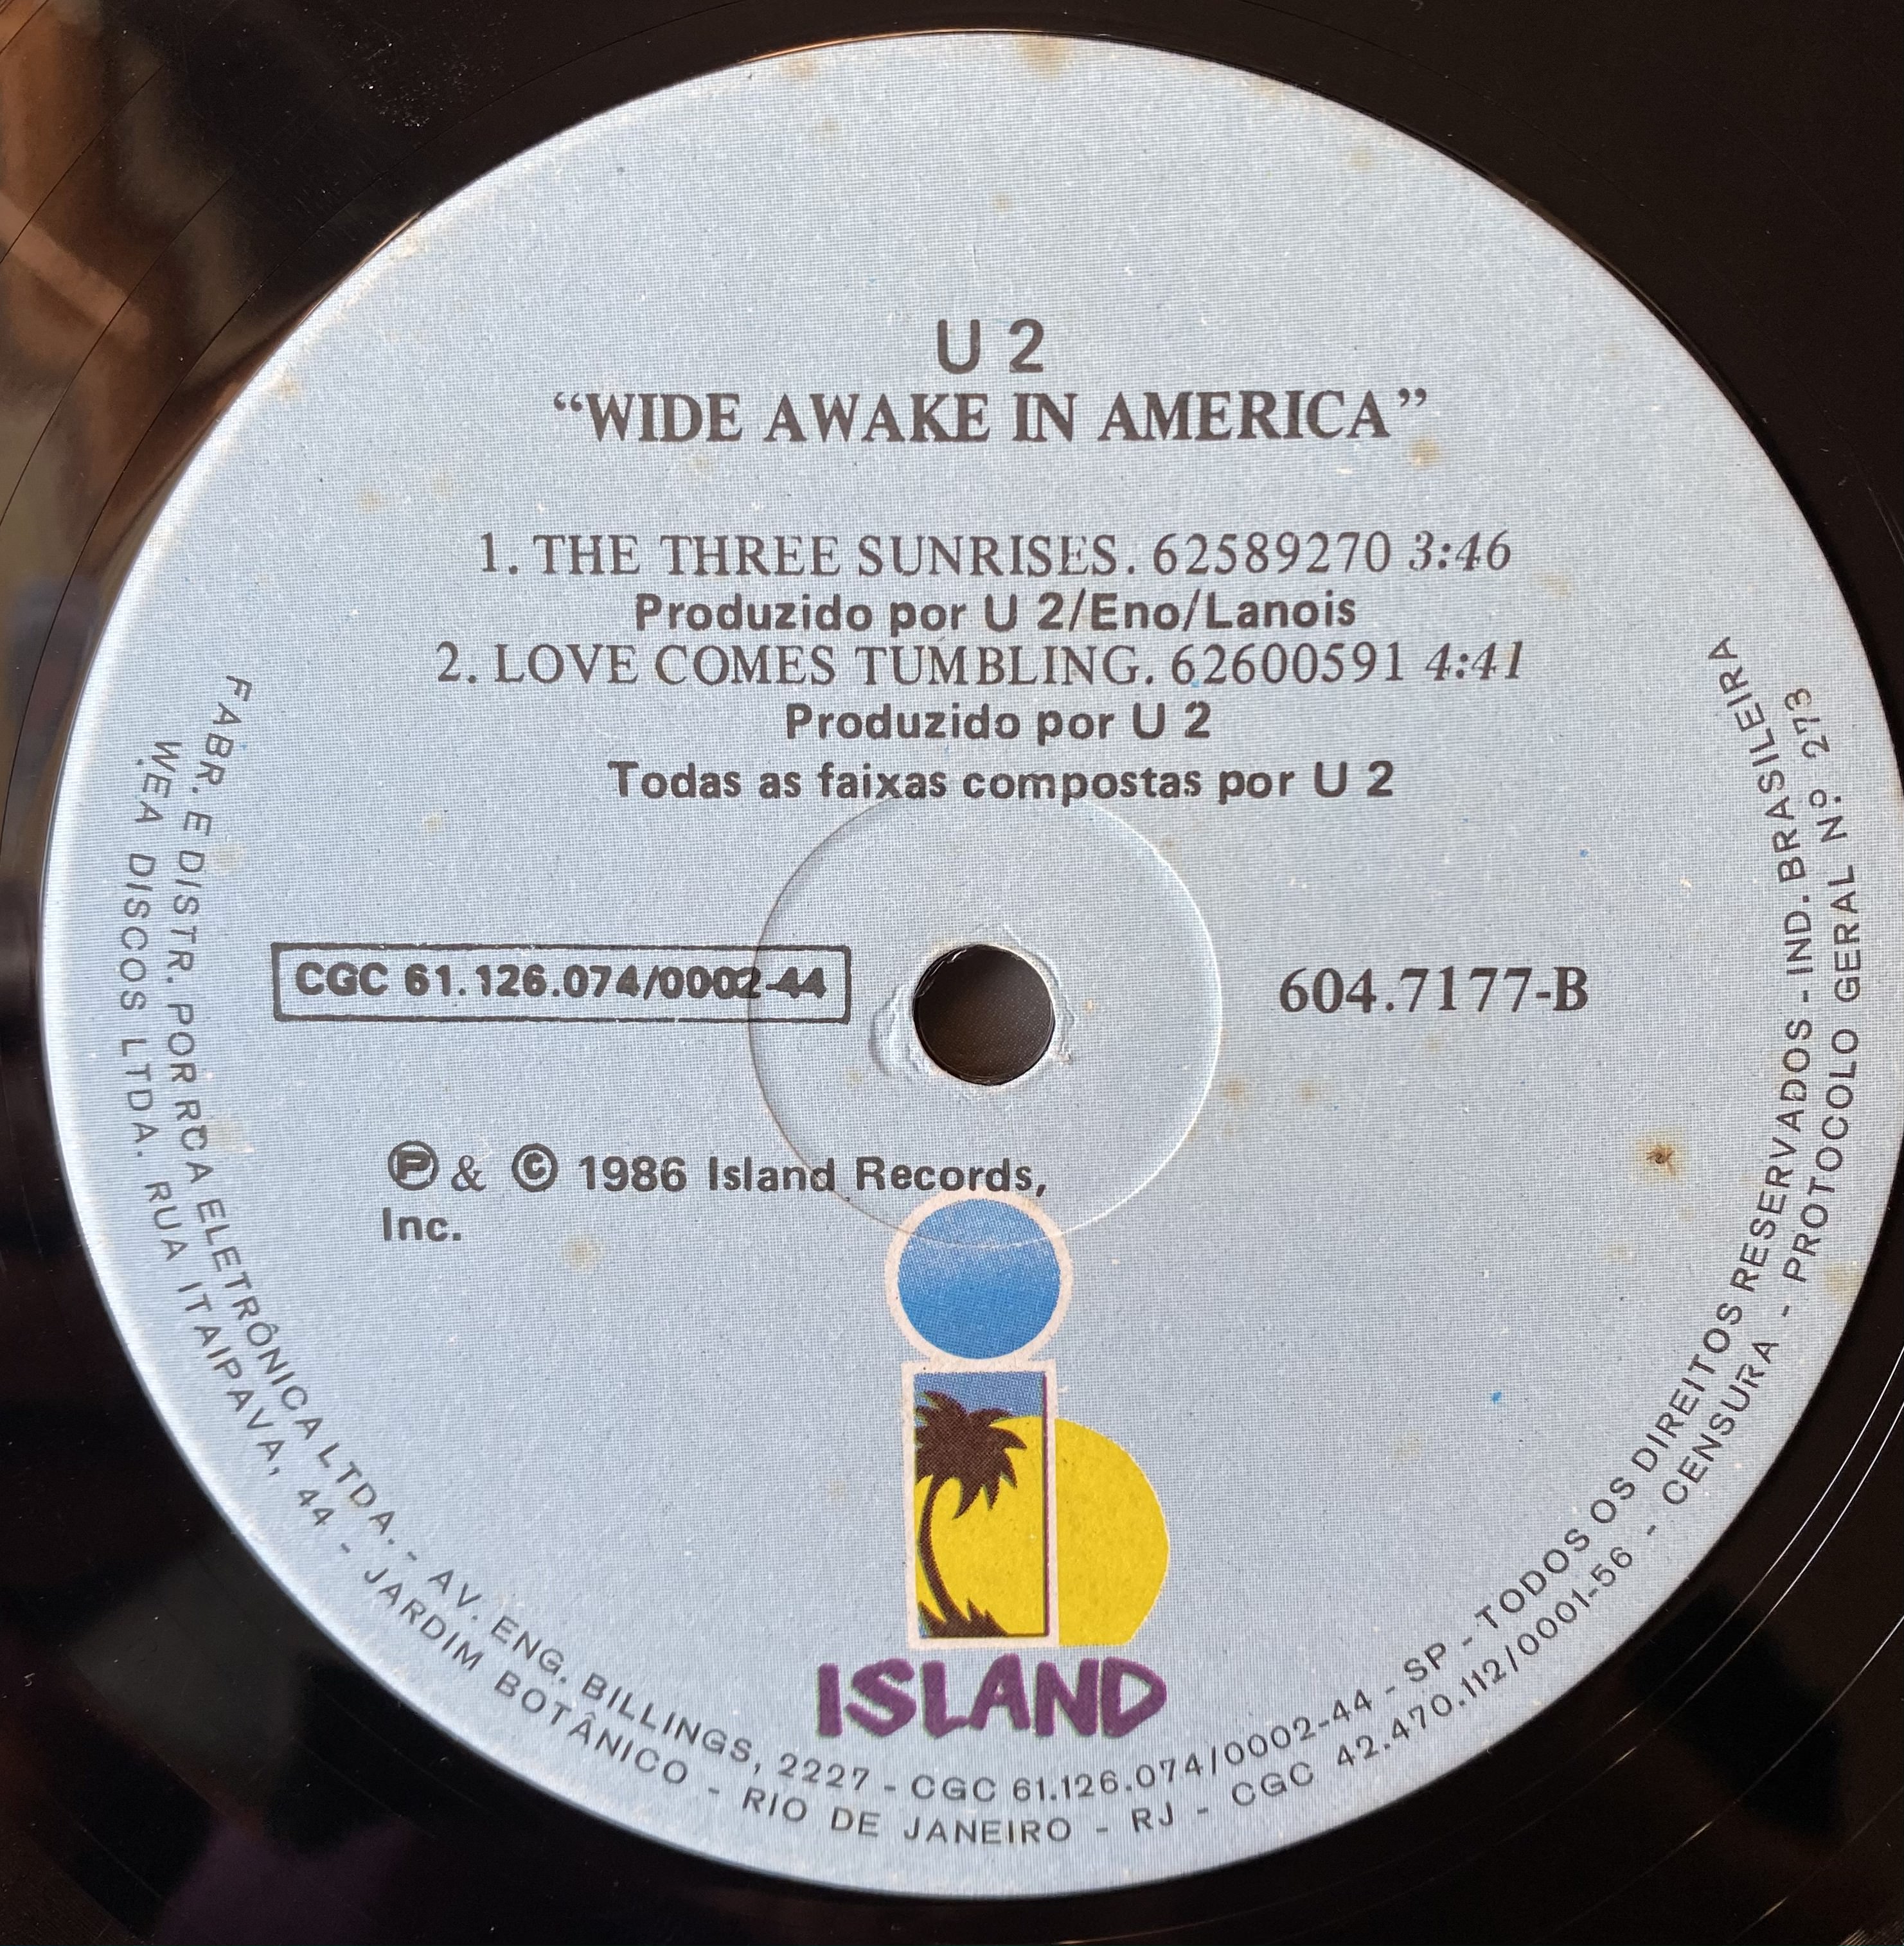 U 2
“WIDE AWAKE IN AMERICA”
1. THE THREE SUNRISES. 62589270 3:46
Produzido por U 2/Eno/Lanois
2. LOVE COMES TUMBLING. 62600591 4:41
Produzido por U 2
Todas as faixas compostas por U 2
CGC 61.126.074/0002-44
604.7177-B
Ⓟ & © 1986 Island Records,
Inc.
ISLAND
FABR. E DISTR. POR RCA ELETRÔNICA LTDA. - AV. ENG. BILLINGS, 2227 - CGC 61.126.074/0002-44 - SP - TODOS OS DIREITOS RESERVADOS - IND. BRASILEIRA
WEA DISCOS LTDA. RUA ITAIPAVA, 44 - JARDIM BOTÂNICO - RIO DE JANEIRO - RJ - CGC 42.470.112/0001-56 - CENSURA - PROTOCOLO GERAL Nº. 273